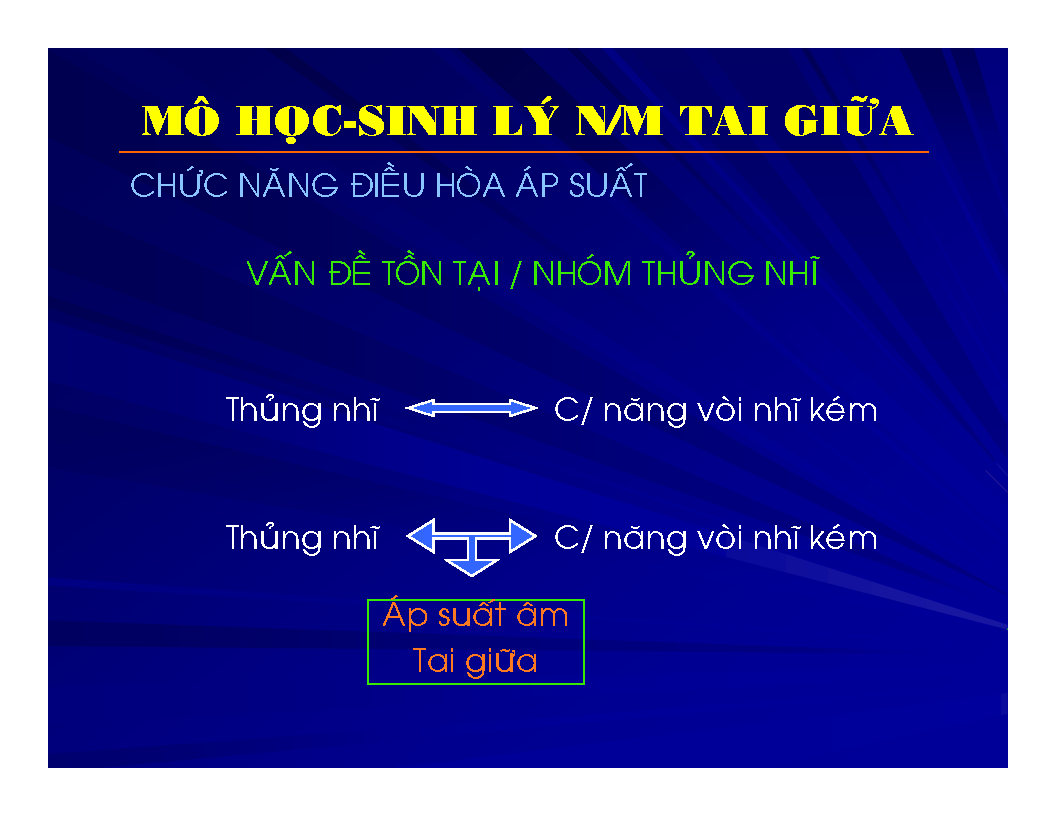 MÔ HỌC-SINH LÝ N/M TAI GIỮA
CHỨC NĂNG ĐIỀU HÒA ÁP SUẤT
VẤN ĐỀ TỒN TẠI / NHÓM THỦNG NHĨ
Thủng nhĩ C/ năng vòi nhĩ kém
Thủng nhĩ C/ năng vòi nhĩ kém
Áp suất âm
Tai giữa